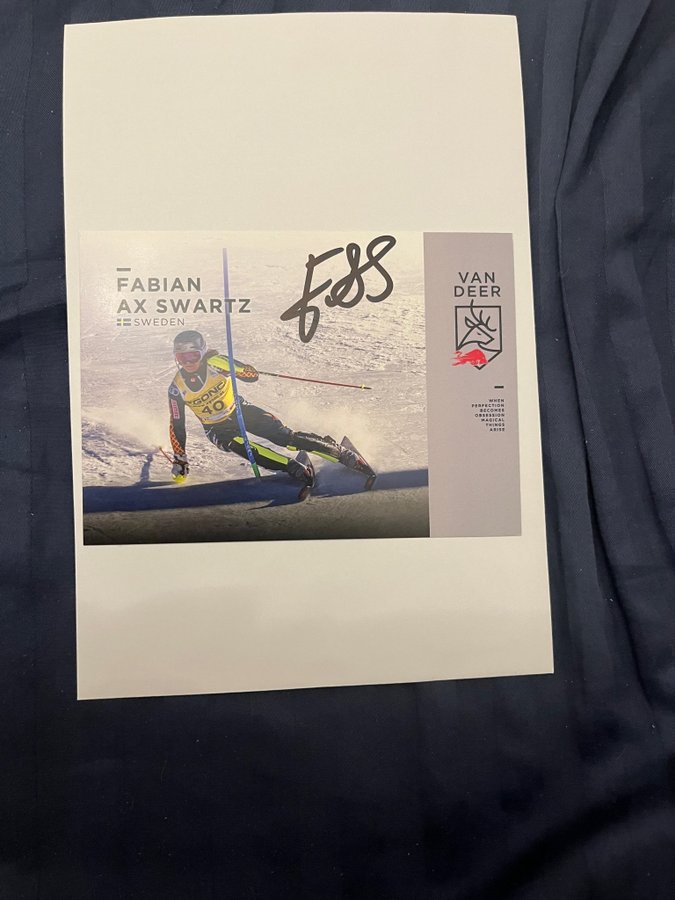 FABIAN
AX SWARTZ
SWEDEN
VAN
DEER
WHEN
PERFECTION
BECOMES
OBSESSION
MAGICAL
THINGS
ARISE
40